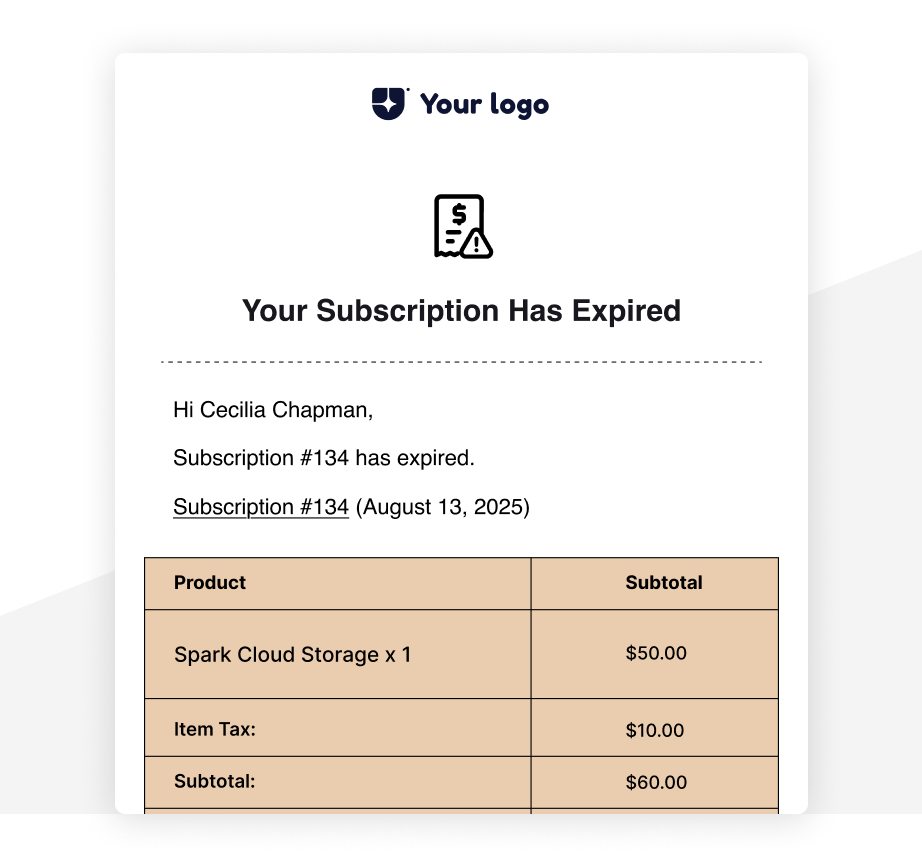 Your logo
$
!
Your Subscription Has Expired
Hi Cecilia Chapman,
Subscription #134 has expired.
Subscription #134 (August 13, 2025)
Product Subtotal
Spark Cloud Storage x 1 $50.00
Item Tax: $10.00
Subtotal: $60.00